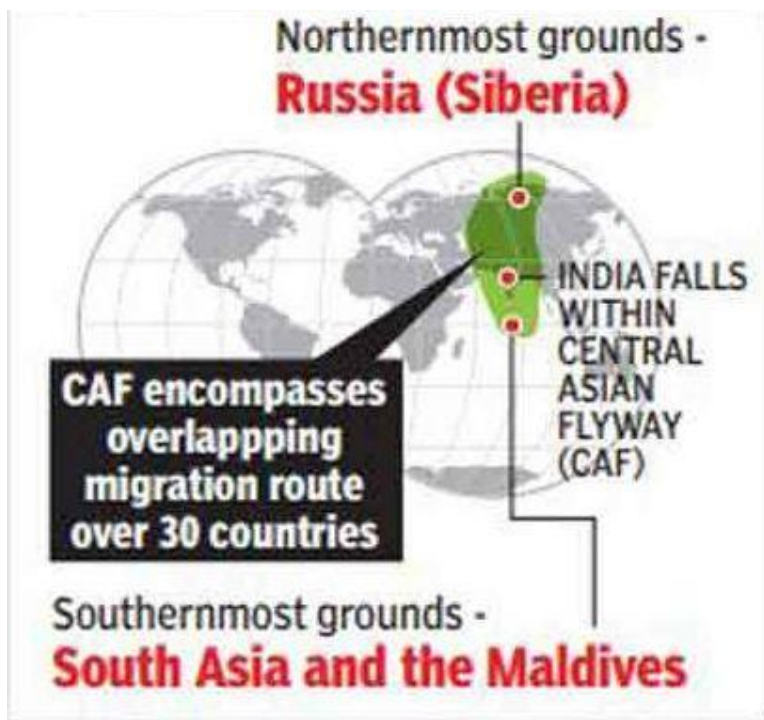 Northernmost grounds -
Russia (Siberia)
INDIA FALLS
WITHIN
CENTRAL
ASIAN
FLYWAY
(CAF)
CAF encompasses
overlappping
migration route
over 30 countries
Southernmost grounds -
South Asia and the Maldives